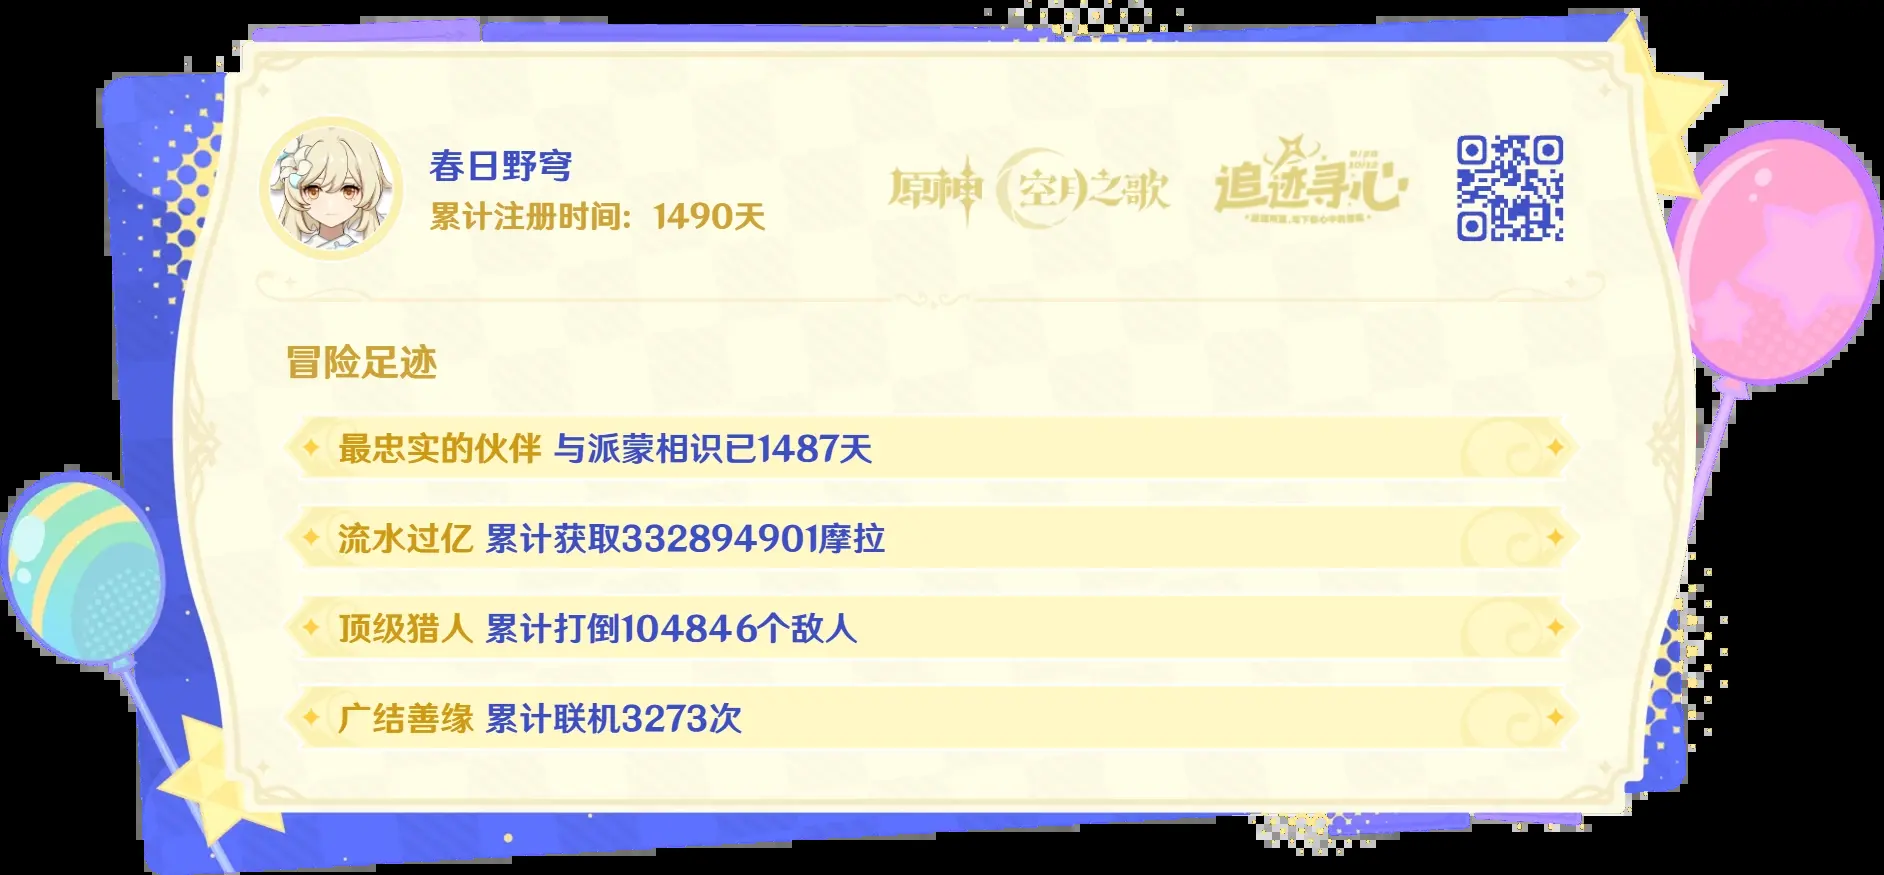 春日野穹
累计注册时间：1490天
原神 空月之歌
追迹寻心
冒险足迹
最忠实的伙伴 与派蒙相识已1487天
流水过亿 累计获取332894901摩拉
顶级猎人 累计打倒104846个敌人
广结善缘 累计联机3273次